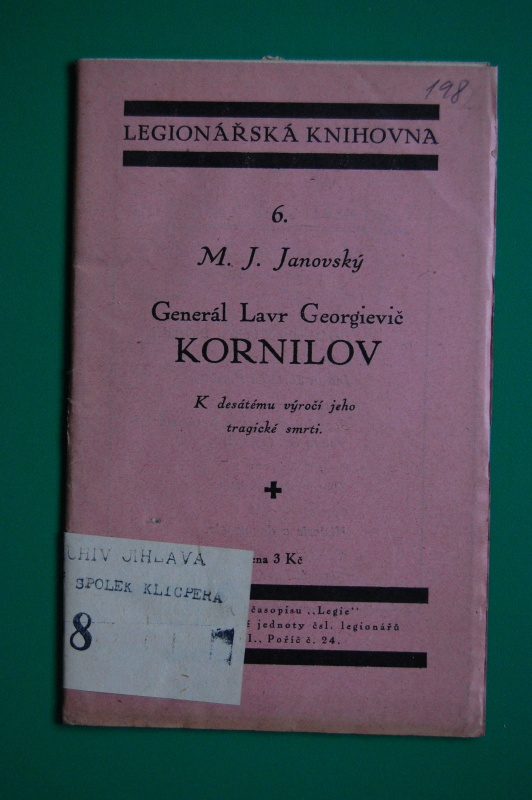 198
LEGIONÁŘSKÁ KNIHOVNA
6.
M. J. Janovský
Generál Lavr Georgievič
KORNILOV
K desátému výročí jeho
tragické smrti.
ena 3 Kč
CHIV JIHLAVA
SPOLEK KLICPERA
8
časopisu ,,Legie"
jednoty čsl. legionářů
Poříč č. 24.